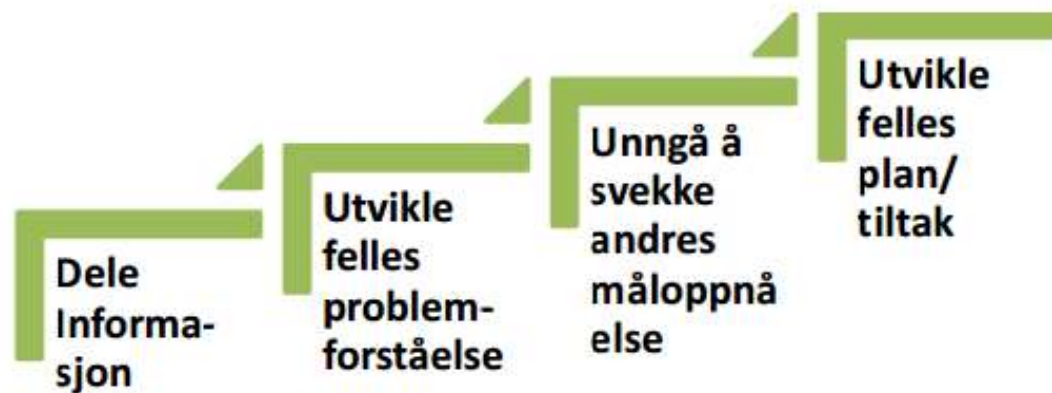 Dele
Informa-
sjon
Utvikle
felles
problem-
forståelse
Unngå å
svekke
andres
måloppnå
else
Utvikle
felles
plan/
tiltak